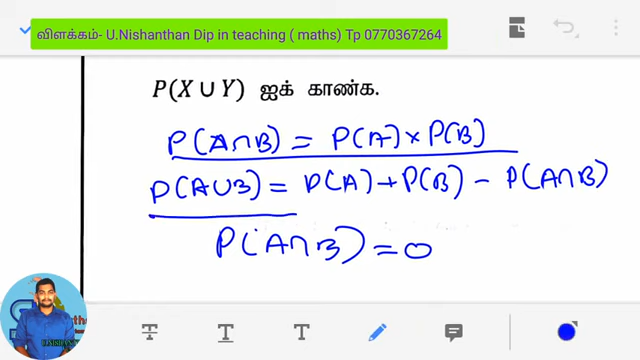 விளக்கம்- U.Nishanthan Dip in teaching ( maths) Tp 0770367264
P(X ∪ Y) ஐக் காண்க.
P(A∩B) = P(A) × P(B)
P(A∪B) = P(A) + P(B) − P(A∩B)
P(A∩B) = 0